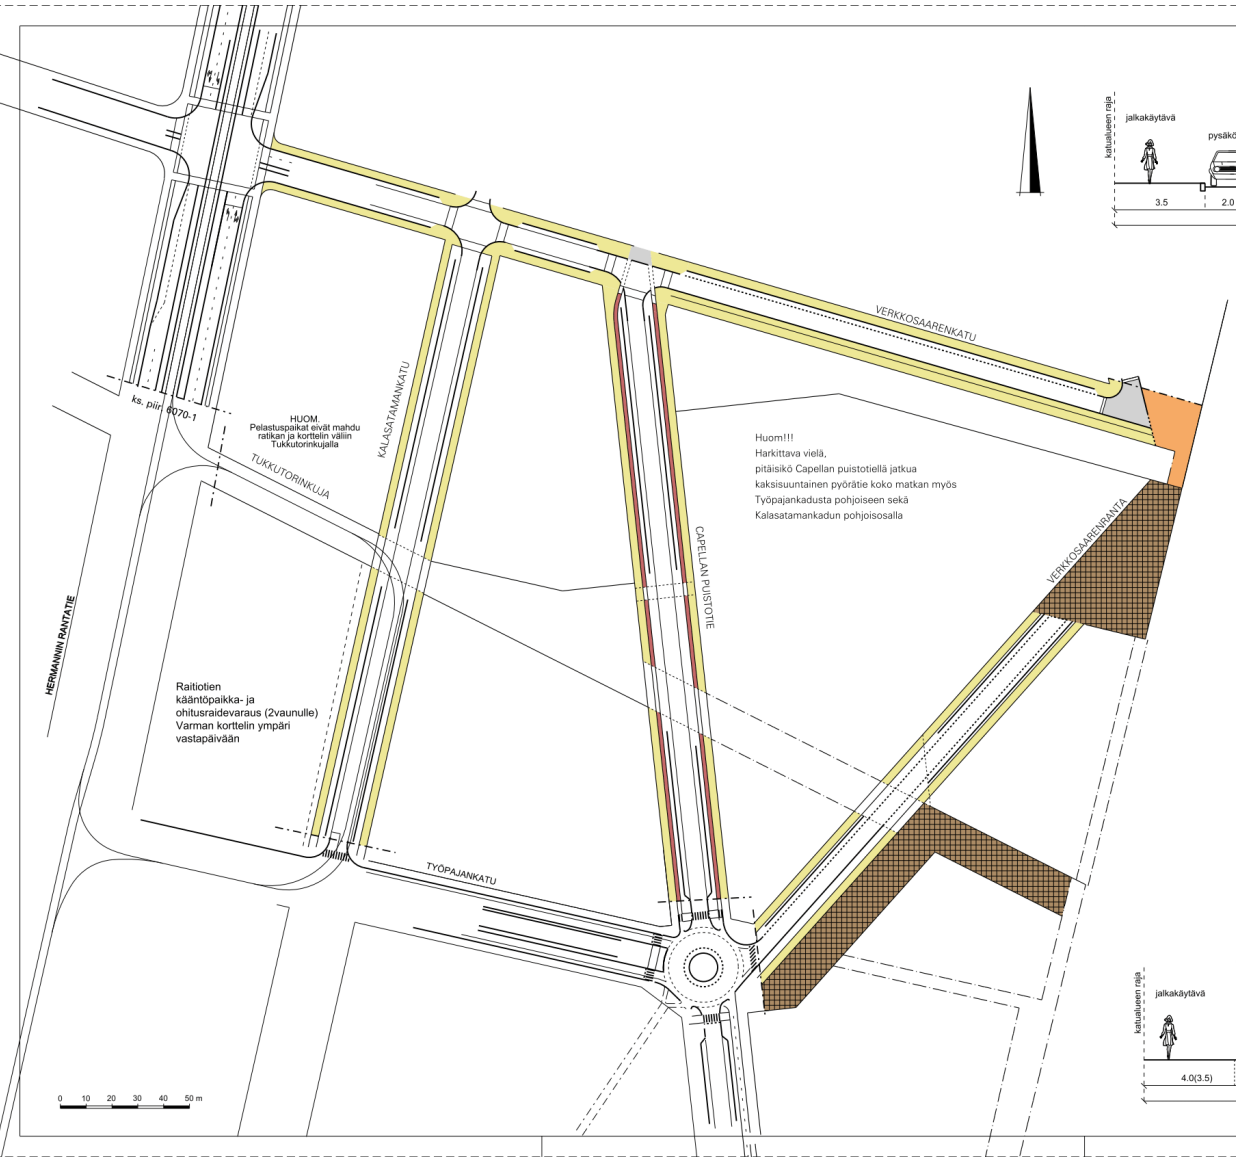 katualueen raja
jalkakäytävä
pysäkö
3.5
2.0
VERKKOSAARENKATU
KALASATAMANKATU
ks. piir. 6070-1
HUOM.
Pelastuspaikat eivät mahdu
ratikan ja korttelin väliin
Tukkutorinkujalla
TUKKUTORINKUJA
Huom!!!
Harkittava vielä,
pitäisikö Capellan puistotiellä jatkua
kaksisuuntainen pyörätie koko matkan myös
Työpajankadusta pohjoiseen sekä
Kalasatamankadun pohjoisosalla
CAPELLAN PUISTOTIE
VERKKOSAARENRANTA
HERMANNIN RANTATIE
Raitiotien
kääntöpaikka- ja
ohitusraidevaraus (2vaunulle)
Varman korttelin ympäri
vastapäivään
TYÖPAJANKATU
katualueen raja
jalkakäytävä
4.0(3.5)
0 10 20 30 40 50 m